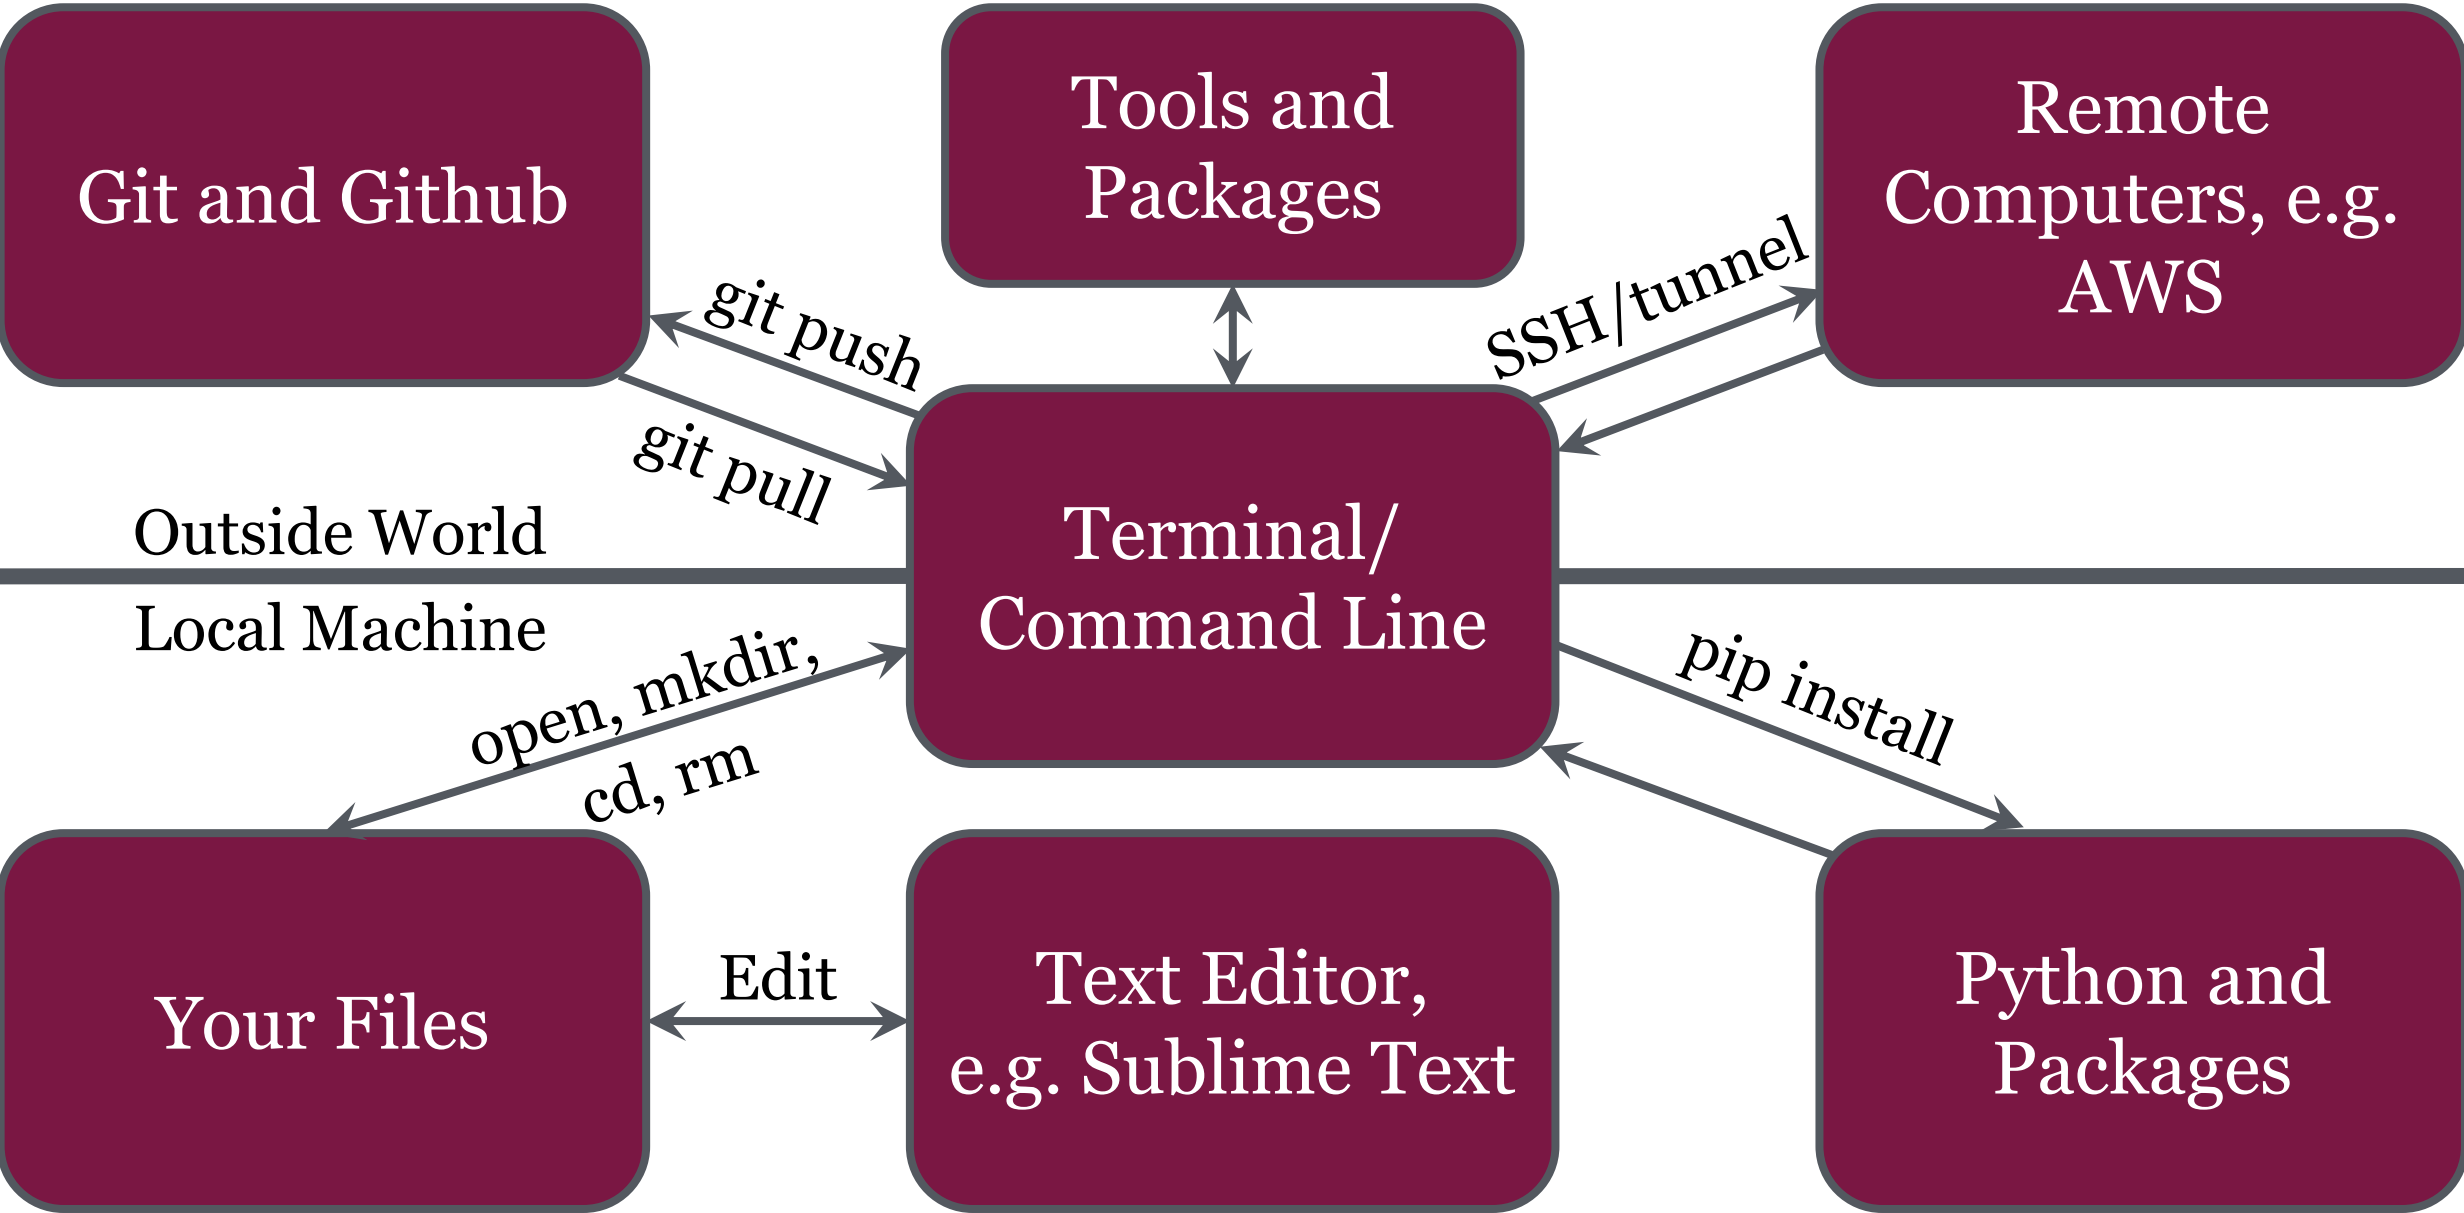 Git and Github
Tools and
Packages
Remote
Computers, e.g.
AWS
git push
git pull
SSH/tunnel
Outside World
Local Machine
Terminal/
Command Line
open, mkdir,
cd, rm
pip install
Your Files
Edit
Text Editor,
e.g. Sublime Text
Python and
Packages